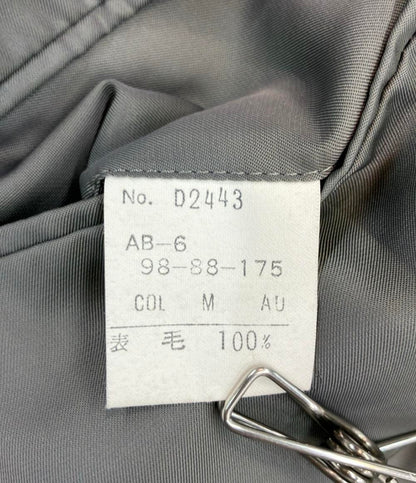 No. D2443
AB-6
98-88-175
COL M AU
表 毛 100%